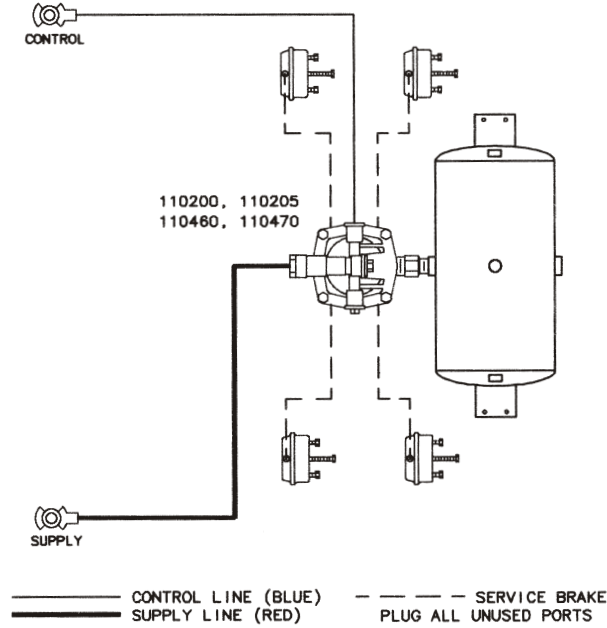 CONTROL
110200, 110205
110460, 110470
SUPPLY
CONTROL LINE (BLUE)
SERVICE BRAKE
SUPPLY LINE (RED)
PLUG ALL UNUSED PORTS